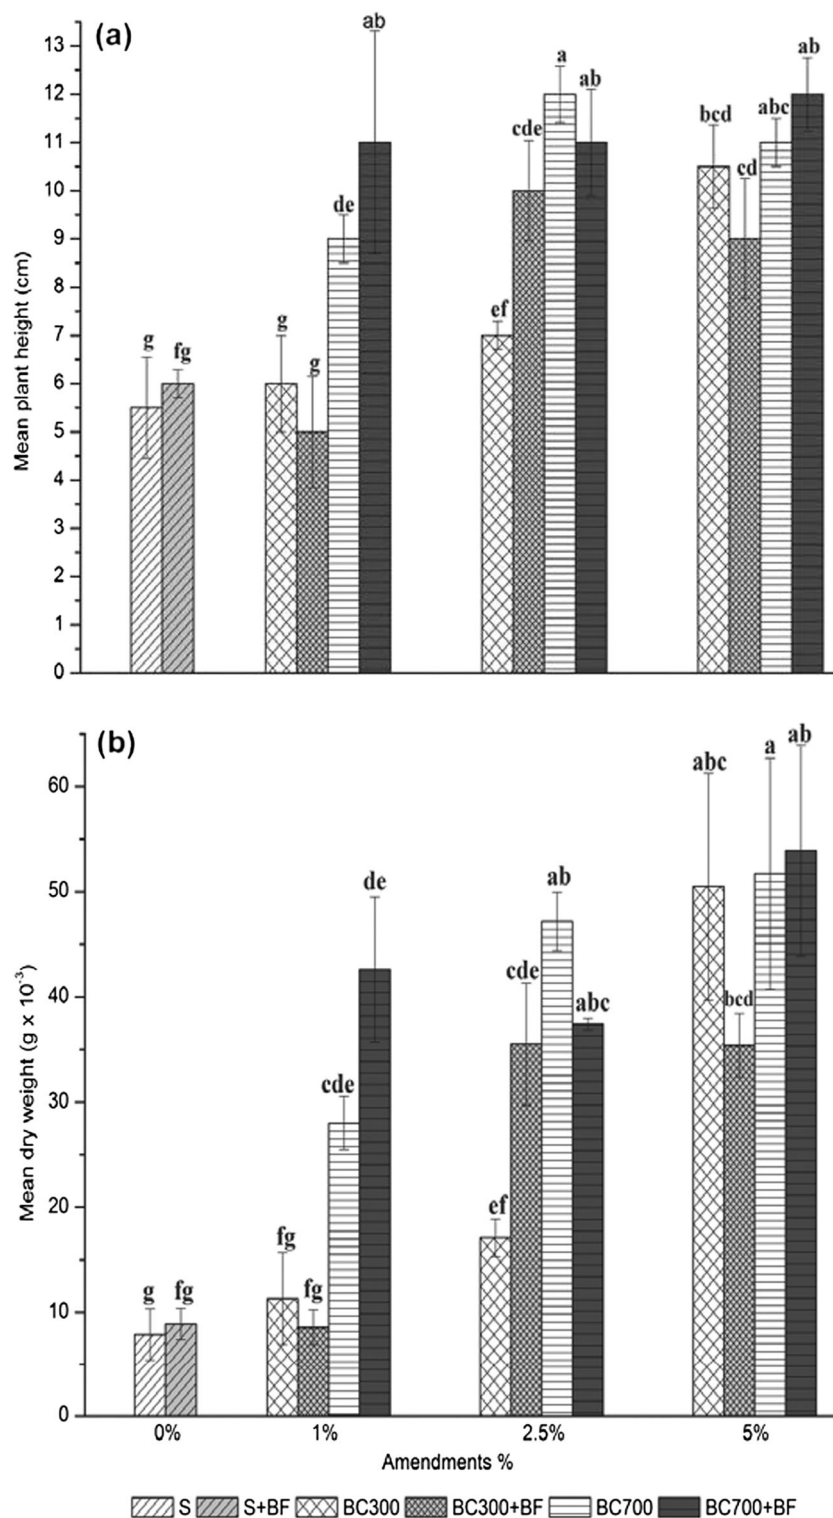 (a)
Mean plant height (cm)
13
12
11
10
9
8
7
6
5
4
3
2
1
0
g
fg
g
g
de
ab
ef
cde
a
ab
bcd
cd
abc
ab
(b)
Mean dry weight (g x 10⁻³)
60
50
40
30
20
10
0
g
fg
fg
fg
cde
de
ef
cde
ab
abc
abc
bcd
a
ab
0% 1% 2.5% 5%
Amendments %
S S+BF BC300 BC300+BF BC700 BC700+BF